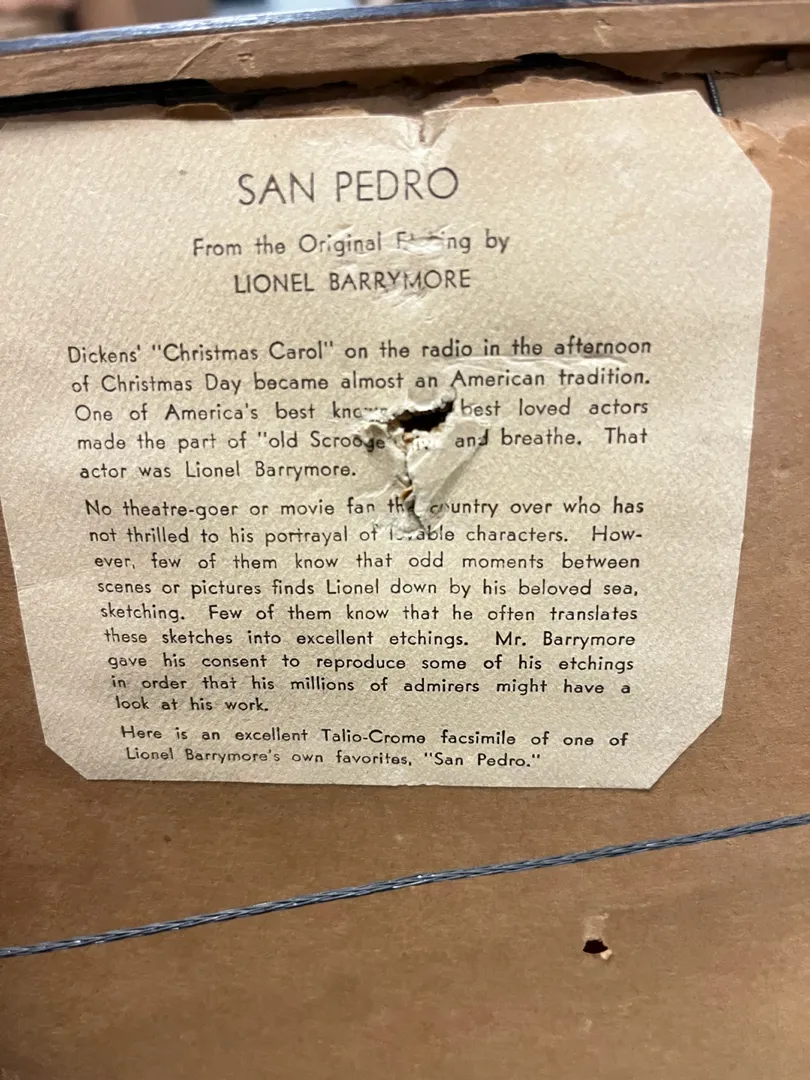 SAN PEDRO
From the Original ing by
LIONEL BARRYMORE
Dickens' "Christmas Carol" on the radio in the afternoon
of Christmas Day became almost an American tradition.
One of America's best best loved actors
made the part of "old Scrooge and breathe. That
actor was Lionel Barrymore.
No theatre-goer or movie fan the country over who has
not thrilled to his portrayal of characters. How-
ever, few of them know that odd moments between
scenes or pictures finds Lionel down by his beloved sea,
sketching. Few of them know that he often translates
these sketches into excellent etchings. Mr. Barrymore
gave his consent to reproduce some of his etchings
in order that his millions of admirers might have a
look at his work.
Here is an excellent Talio-Crome facsimile of one of
Lionel Barrymore's own favorites, "San Pedro."